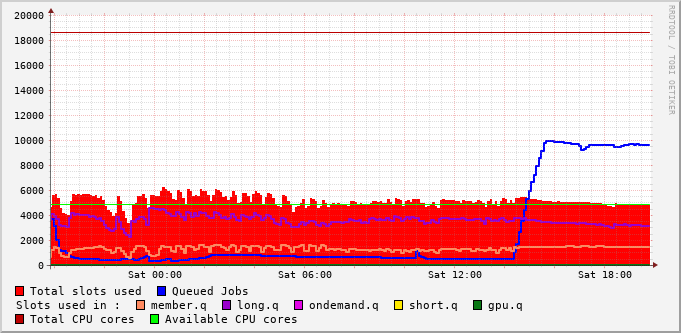 RRDTOOL / TOBI OETIKER
20000
18000
16000
14000
12000
10000
8000
6000
4000
2000
0
Sat 00:00 Sat 06:00 Sat 12:00 Sat 18:00
Total slots used Queued Jobs
Slots used in : member.q long.q ondemand.q short.q gpu.q
Total CPU cores Available CPU cores